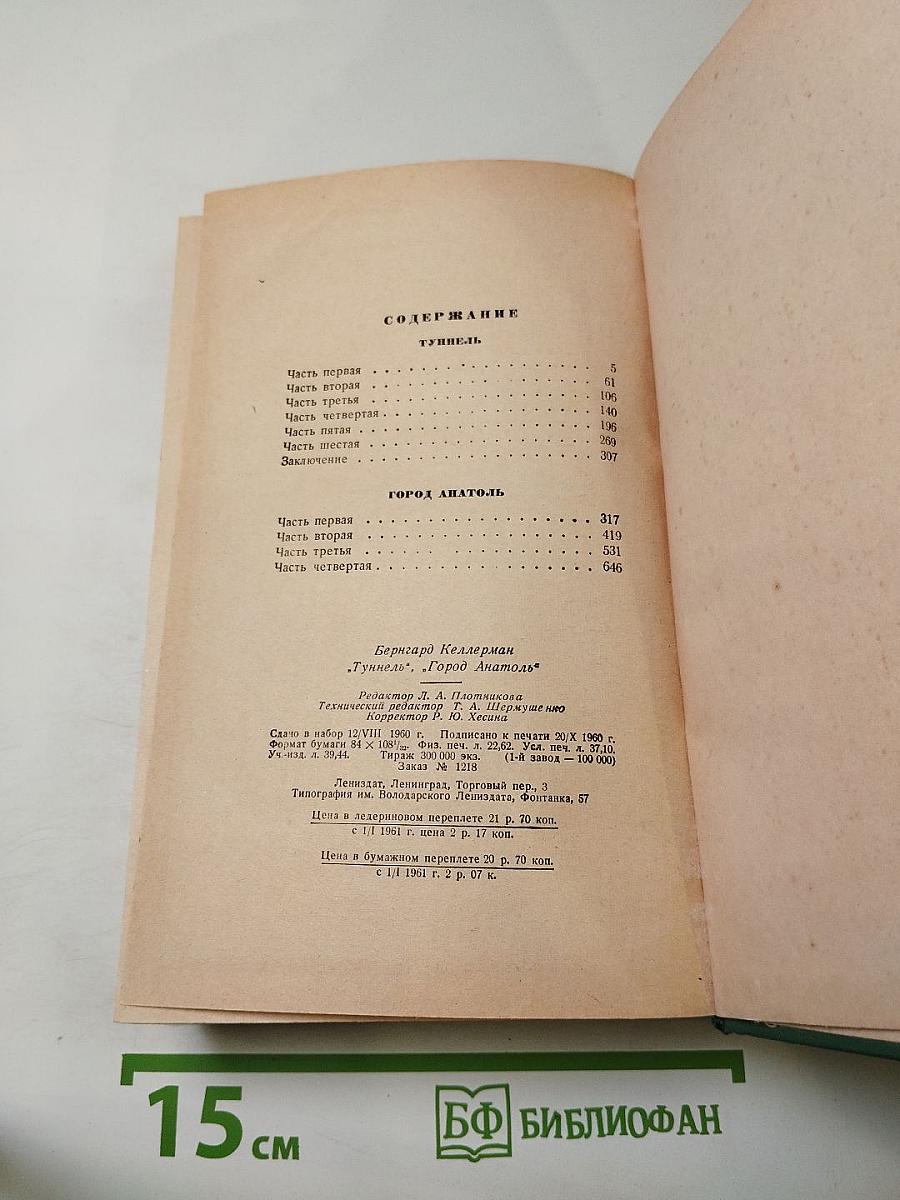 СОДЕРЖАНИЕ
ТУННЕЛЬ
Часть первая . . . . . . . . . . . . . . . . 5
Часть вторая . . . . . . . . . . . . . . . . 61
Часть третья . . . . . . . . . . . . . . . . 106
Часть четвертая . . . . . . . . . . . . . . . 140
Часть пятая . . . . . . . . . . . . . . . . 196
Часть шестая . . . . . . . . . . . . . . . . 269
Заключение . . . . . . . . . . . . . . . . 307
ГОРОД АНАТОЛЬ
Часть первая . . . . . . . . . . . . . . . . 317
Часть вторая . . . . . . . . . . . . . . . . 419
Часть третья . . . . . . . . . . . . . . . . 531
Часть четвертая . . . . . . . . . . . . . . . 646
Бернгард Келлерман
„Туннель“, „Город Анатоль“
Редактор Л. А. Плотникова
Технический редактор Т. А. Шермушенко
Корректор Р. Ю. Хесина
Сдано в набор 12/VIII 1960 г. Подписано к печати 20/X 1960 г.
Формат бумаги 84 × 108¹/₃₂. Физ. печ. л. 22,62. Усл. печ. л. 37,10.
Уч.-изд. л. 39,44. Тираж 300 000 экз. (1-й завод — 100 000)
Заказ № 1218
Лениздат, Ленинград, Торговый пер., 3
Типография им. Володарского Лениздата, Фонтанка, 57
Цена в ледериновом переплете 21 р. 70 коп.
с 1/I 1961 г. цена 2 р. 17 коп.
Цена в бумажном переплете 20 р. 70 коп.
с 1/I 1961 г. 2 р. 07 к.
15 см
БФ БИБЛИОФАН